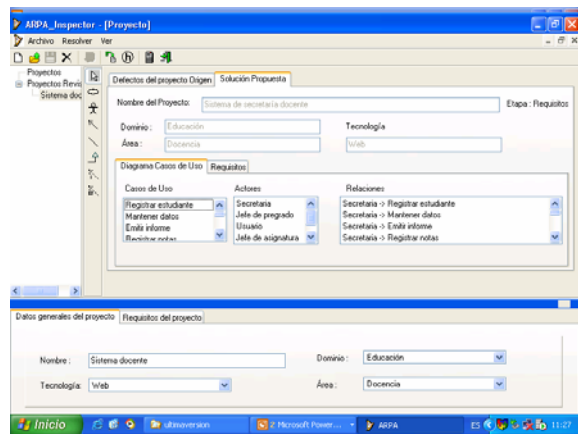 ARPA_Inspector - [Proyecto]
Archivo Resolver Ver
Proyectos
Proyectos Revis
Sistema doc
Defectos del proyecto Origen Solución Propuesta
Nombre del Proyecto: Sistema de secretaría docente Etapa : Requisitos
Dominio : Educación Tecnología
Área : Docencia Web
Diagrama Casos de Uso Requisitos
Casos de Uso Actores Relaciones
Registrar estudiante Secretaria Secretaria -> Registrar estudiante
Mantener datos Jefe de pregrado Secretaria -> Mantener datos
Emitir informe Usuario Secretaria -> Emitir informe
Registrar notas Jefe de asignatura Secretaria -> Registrar notas
Datos generales del proyecto Requisitos del proyecto
Nombre : Sistema docente Dominio : Educación
Tecnología: Web Área : Docencia
Inicio ultimaversion 2 Microsoft Power... ARPA ES 11:27